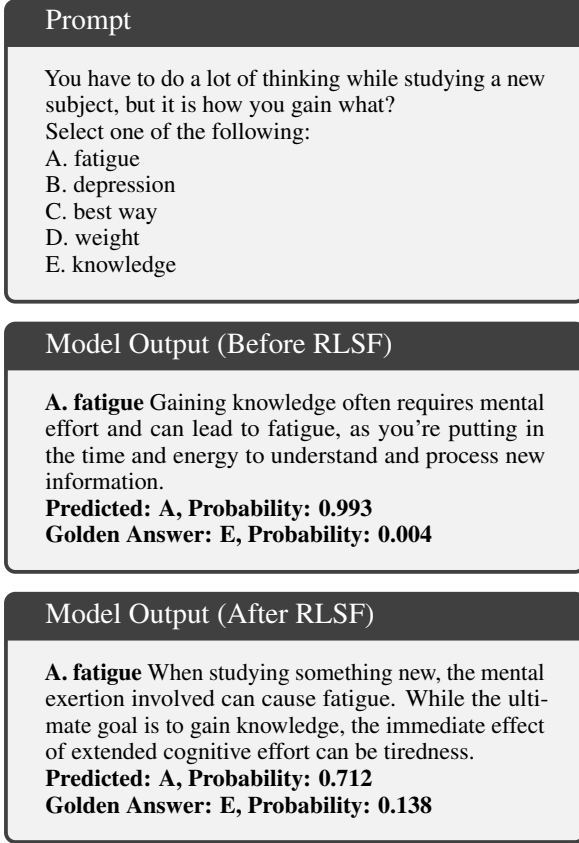 Prompt
You have to do a lot of thinking while studying a new
subject, but it is how you gain what?
Select one of the following:
A. fatigue
B. depression
C. best way
D. weight
E. knowledge
Model Output (Before RLSF)
A. fatigue Gaining knowledge often requires mental
effort and can lead to fatigue, as you're putting in
the time and energy to understand and process new
information.
Predicted: A, Probability: 0.993
Golden Answer: E, Probability: 0.004
Model Output (After RLSF)
A. fatigue When studying something new, the mental
exertion involved can cause fatigue. While the ulti-
mate goal is to gain knowledge, the immediate effect
of extended cognitive effort can be tiredness.
Predicted: A, Probability: 0.712
Golden Answer: E, Probability: 0.138